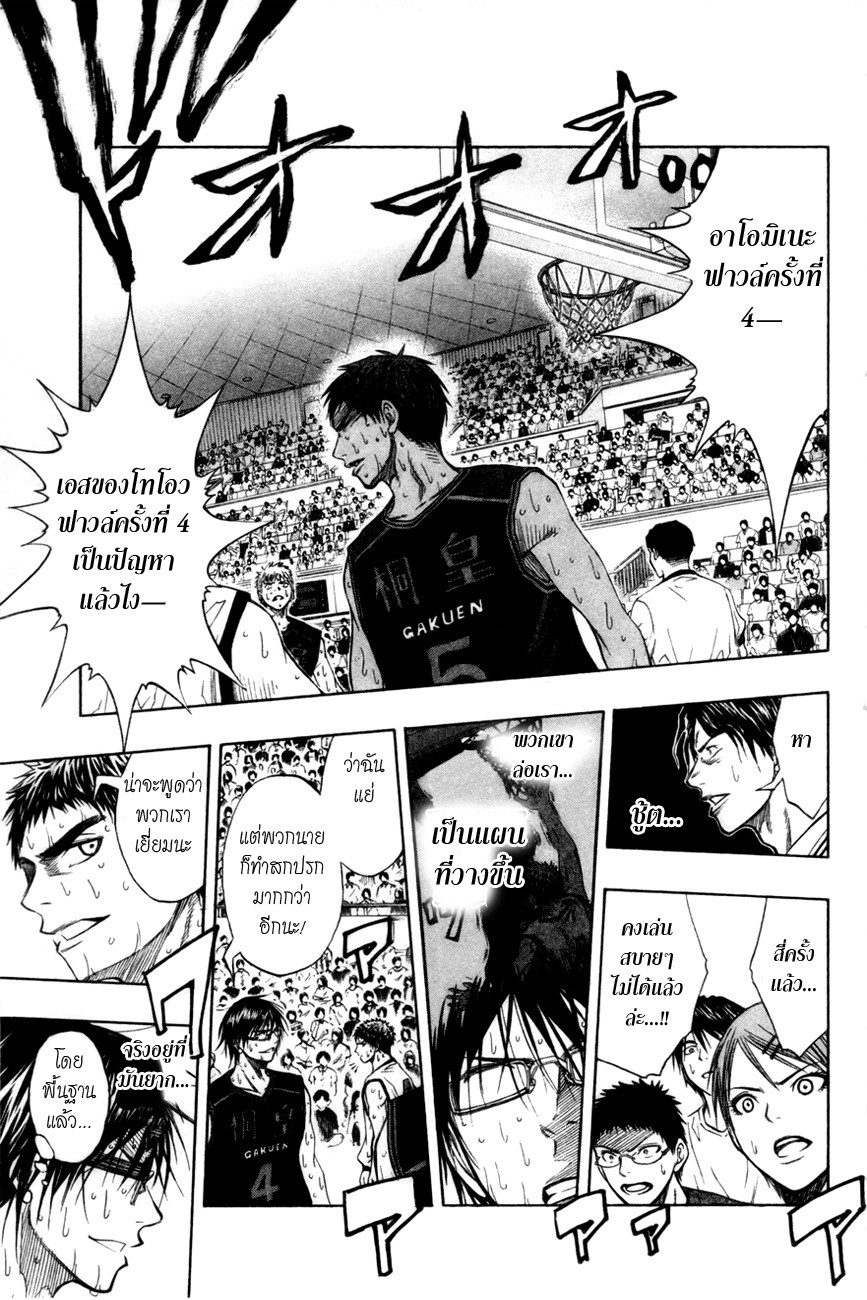 ドオオオ
อาโอมิเนะ
ฟาวล์ครั้งที่
4—
เอสของโทโอว
ฟาวล์ครั้งที่ 4
เป็นปัญหา
แล้วไง—
桐皇
GAKUEN
5
หา
ชู้ต...
พวกเขา
ล่อเรา...
เป็นแผน
ที่วางขึ้น
ว่าฉัน
แย่
แต่พวกนาย
ก็ทำสกปรก
มากกว่า
อีกนะ!
น่าจะพูดว่า
พวกเรา
เยี่ยมนะ
สี่ครั้ง
แล้ว...
คงเล่น
สบายๆ
ไม่ได้แล้ว
ล่ะ...!!
桐皇
GAKUEN
4
จริงอยู่ที่
มันยาก...
โดย
พื้นฐาน
แล้ว...
ワアアアアア